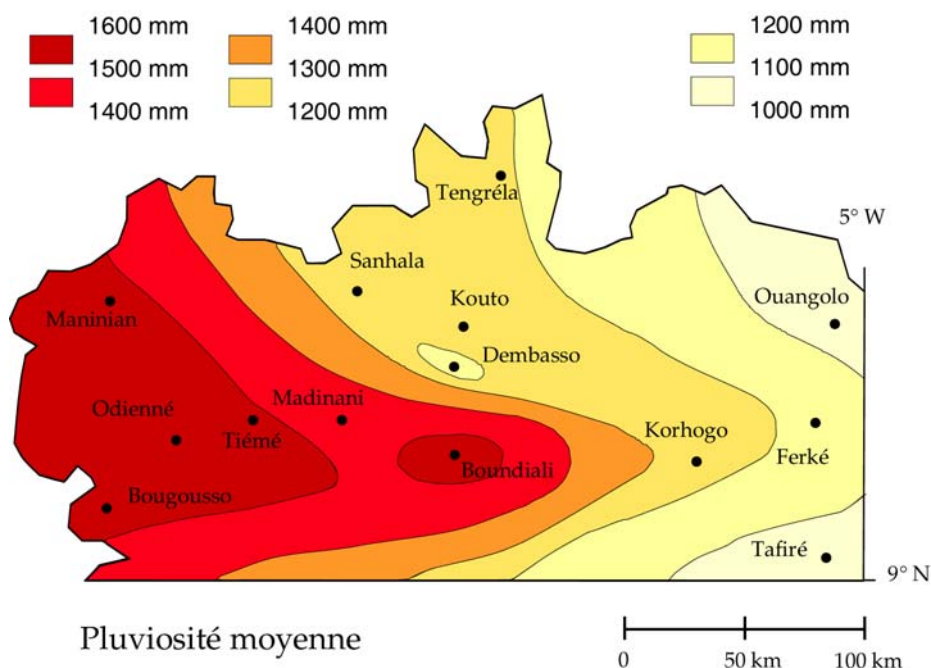 1600 mm
1500 mm
1400 mm
1400 mm
1300 mm
1200 mm
1200 mm
1100 mm
1000 mm
Tengréla
5° W
Sanhala
Kouto
Ouangolo
Maninian
Dembasso
Madinani
Odienné
Tiémé
Korhogo
Ferké
Boundiali
Bougousso
Tafiré
9° N
Pluviosité moyenne
0 50 km 100 km